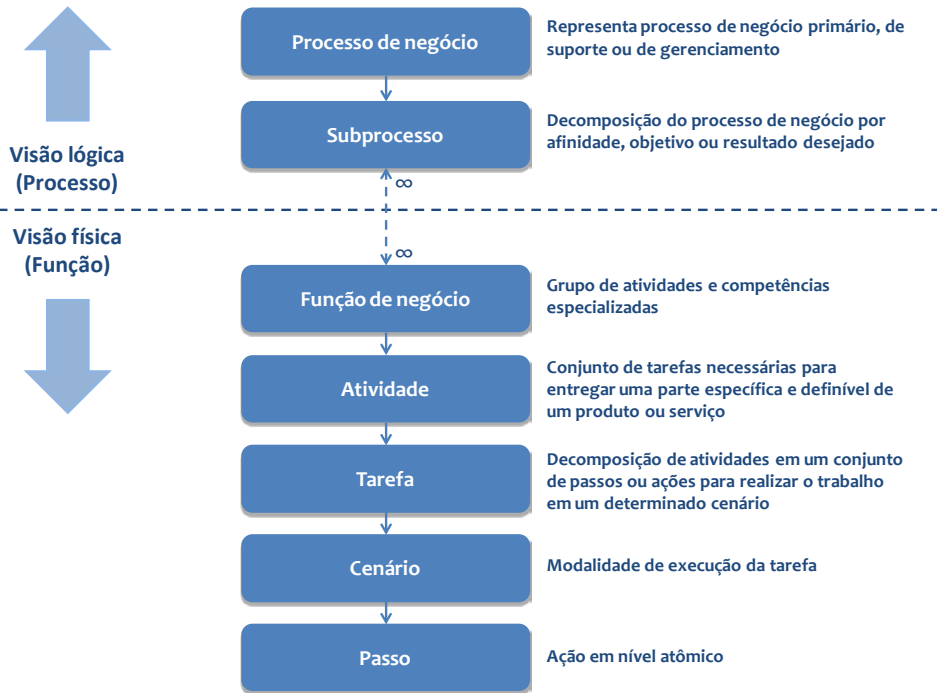 Processo de negócio
Representa processo de negócio primário, de
suporte ou de gerenciamento
Subprocesso
Decomposição do processo de negócio por
afinidade, objetivo ou resultado desejado
Visão lógica
(Processo)
∞
Visão física
(Função)
∞
Função de negócio
Grupo de atividades e competências
especializadas
Atividade
Conjunto de tarefas necessárias para
entregar uma parte específica e definível de
um produto ou serviço
Tarefa
Decomposição de atividades em um conjunto
de passos ou ações para realizar o trabalho
em um determinado cenário
Cenário
Modalidade de execução da tarefa
Passo
Ação em nível atômico